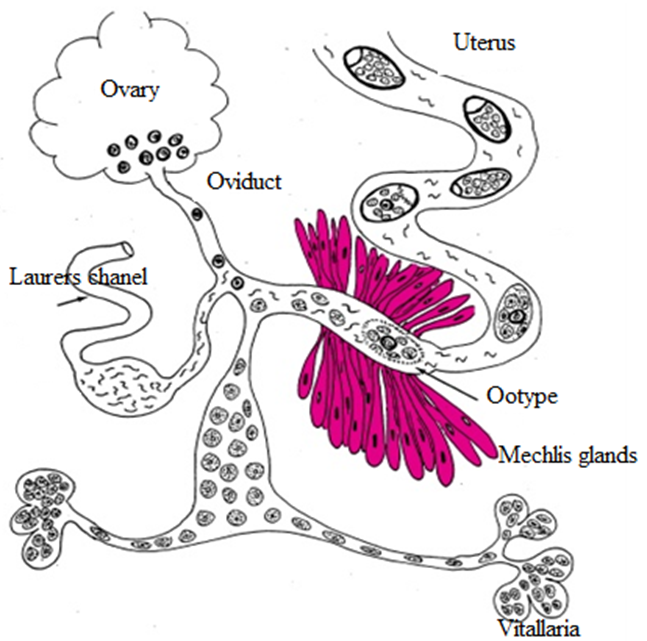 Uterus
Ovary
Oviduct
Laurers chanel
Ootype
Mechlis glands
Vitallaria